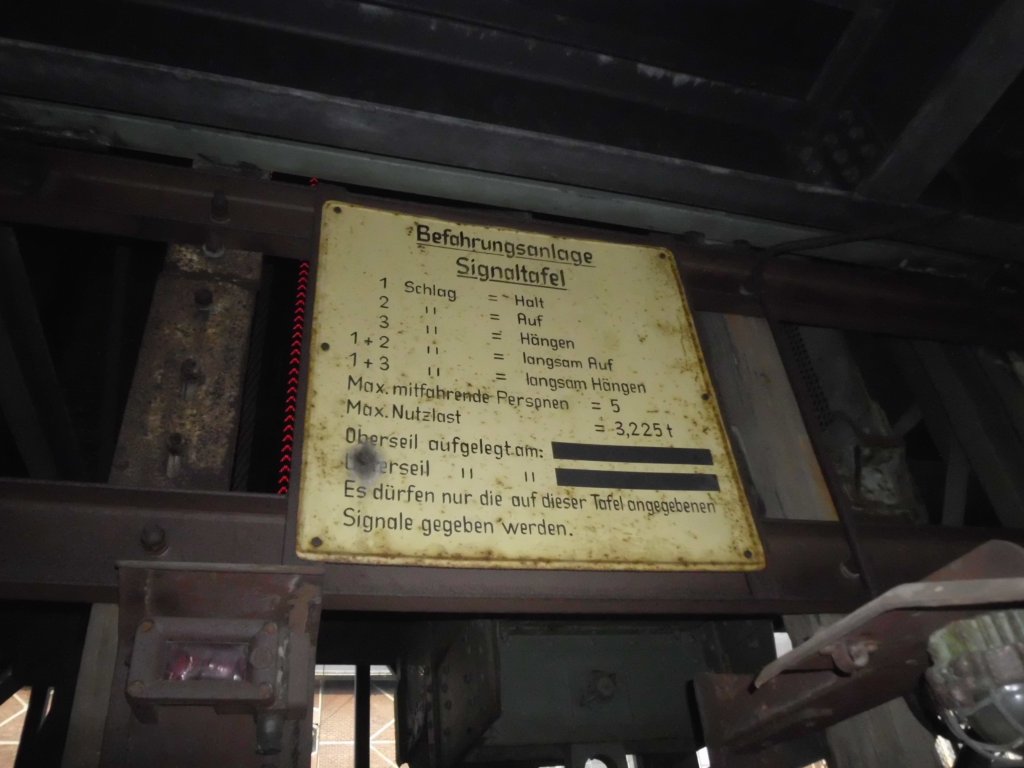 Befahrungsanlage
Signaltafel
1 Schlag = Halt
2 " = Auf
3 " = Hängen
1 + 2 " = langsam Auf
1 + 3 " = langsam Hängen
Max. mitfahrende Personen = 5
Max. Nutzlast = 3,225 t
Oberseil aufgelegt am:
Unterseil " "
Es dürfen nur die auf dieser Tafel angegebenen
Signale gegeben werden.